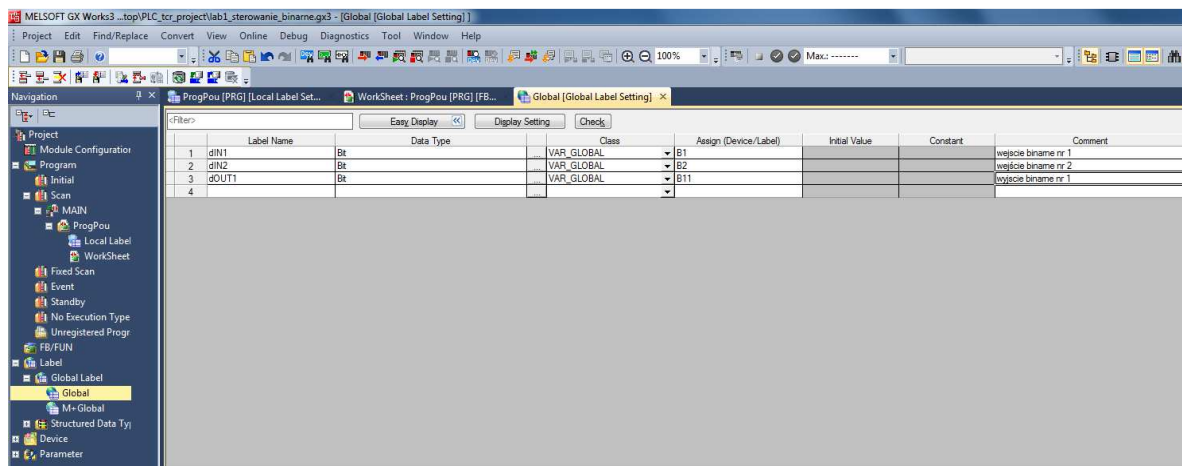 MELSOFT GX Works3 ...top\PLC_tcr_project\lab1_sterowanie_binarne.gx3 - [Global [Global Label Setting] ]
Project Edit Find/Replace Convert View Online Debug Diagnostics Tool Window Help
100% Max.: -------
Navigation
ProgPou [PRG] [Local Label Set...
WorkSheet : ProgPou [PRG] [FB...
Global [Global Label Setting]
<Filter> Easy Display Display Setting Check
Label Name Data Type Class Assign (Device/Label) Initial Value Constant Comment
1 dIN1 Bit ... VAR_GLOBAL B1 wejście binarne nr 1
2 dIN2 Bit ... VAR_GLOBAL B2 wejście binarne nr 2
3 dOUT1 Bit ... VAR_GLOBAL B11 wyjscie binarne nr 1
4 ...
Project
Module Configuration
Program
Initial
Scan
MAIN
ProgPou
Local Label
WorkSheet
Fixed Scan
Event
Standby
No Execution Type
Unregistered Progr
FB/FUN
Label
Global Label
Global
M+Global
Structured Data Ty
Device
Parameter